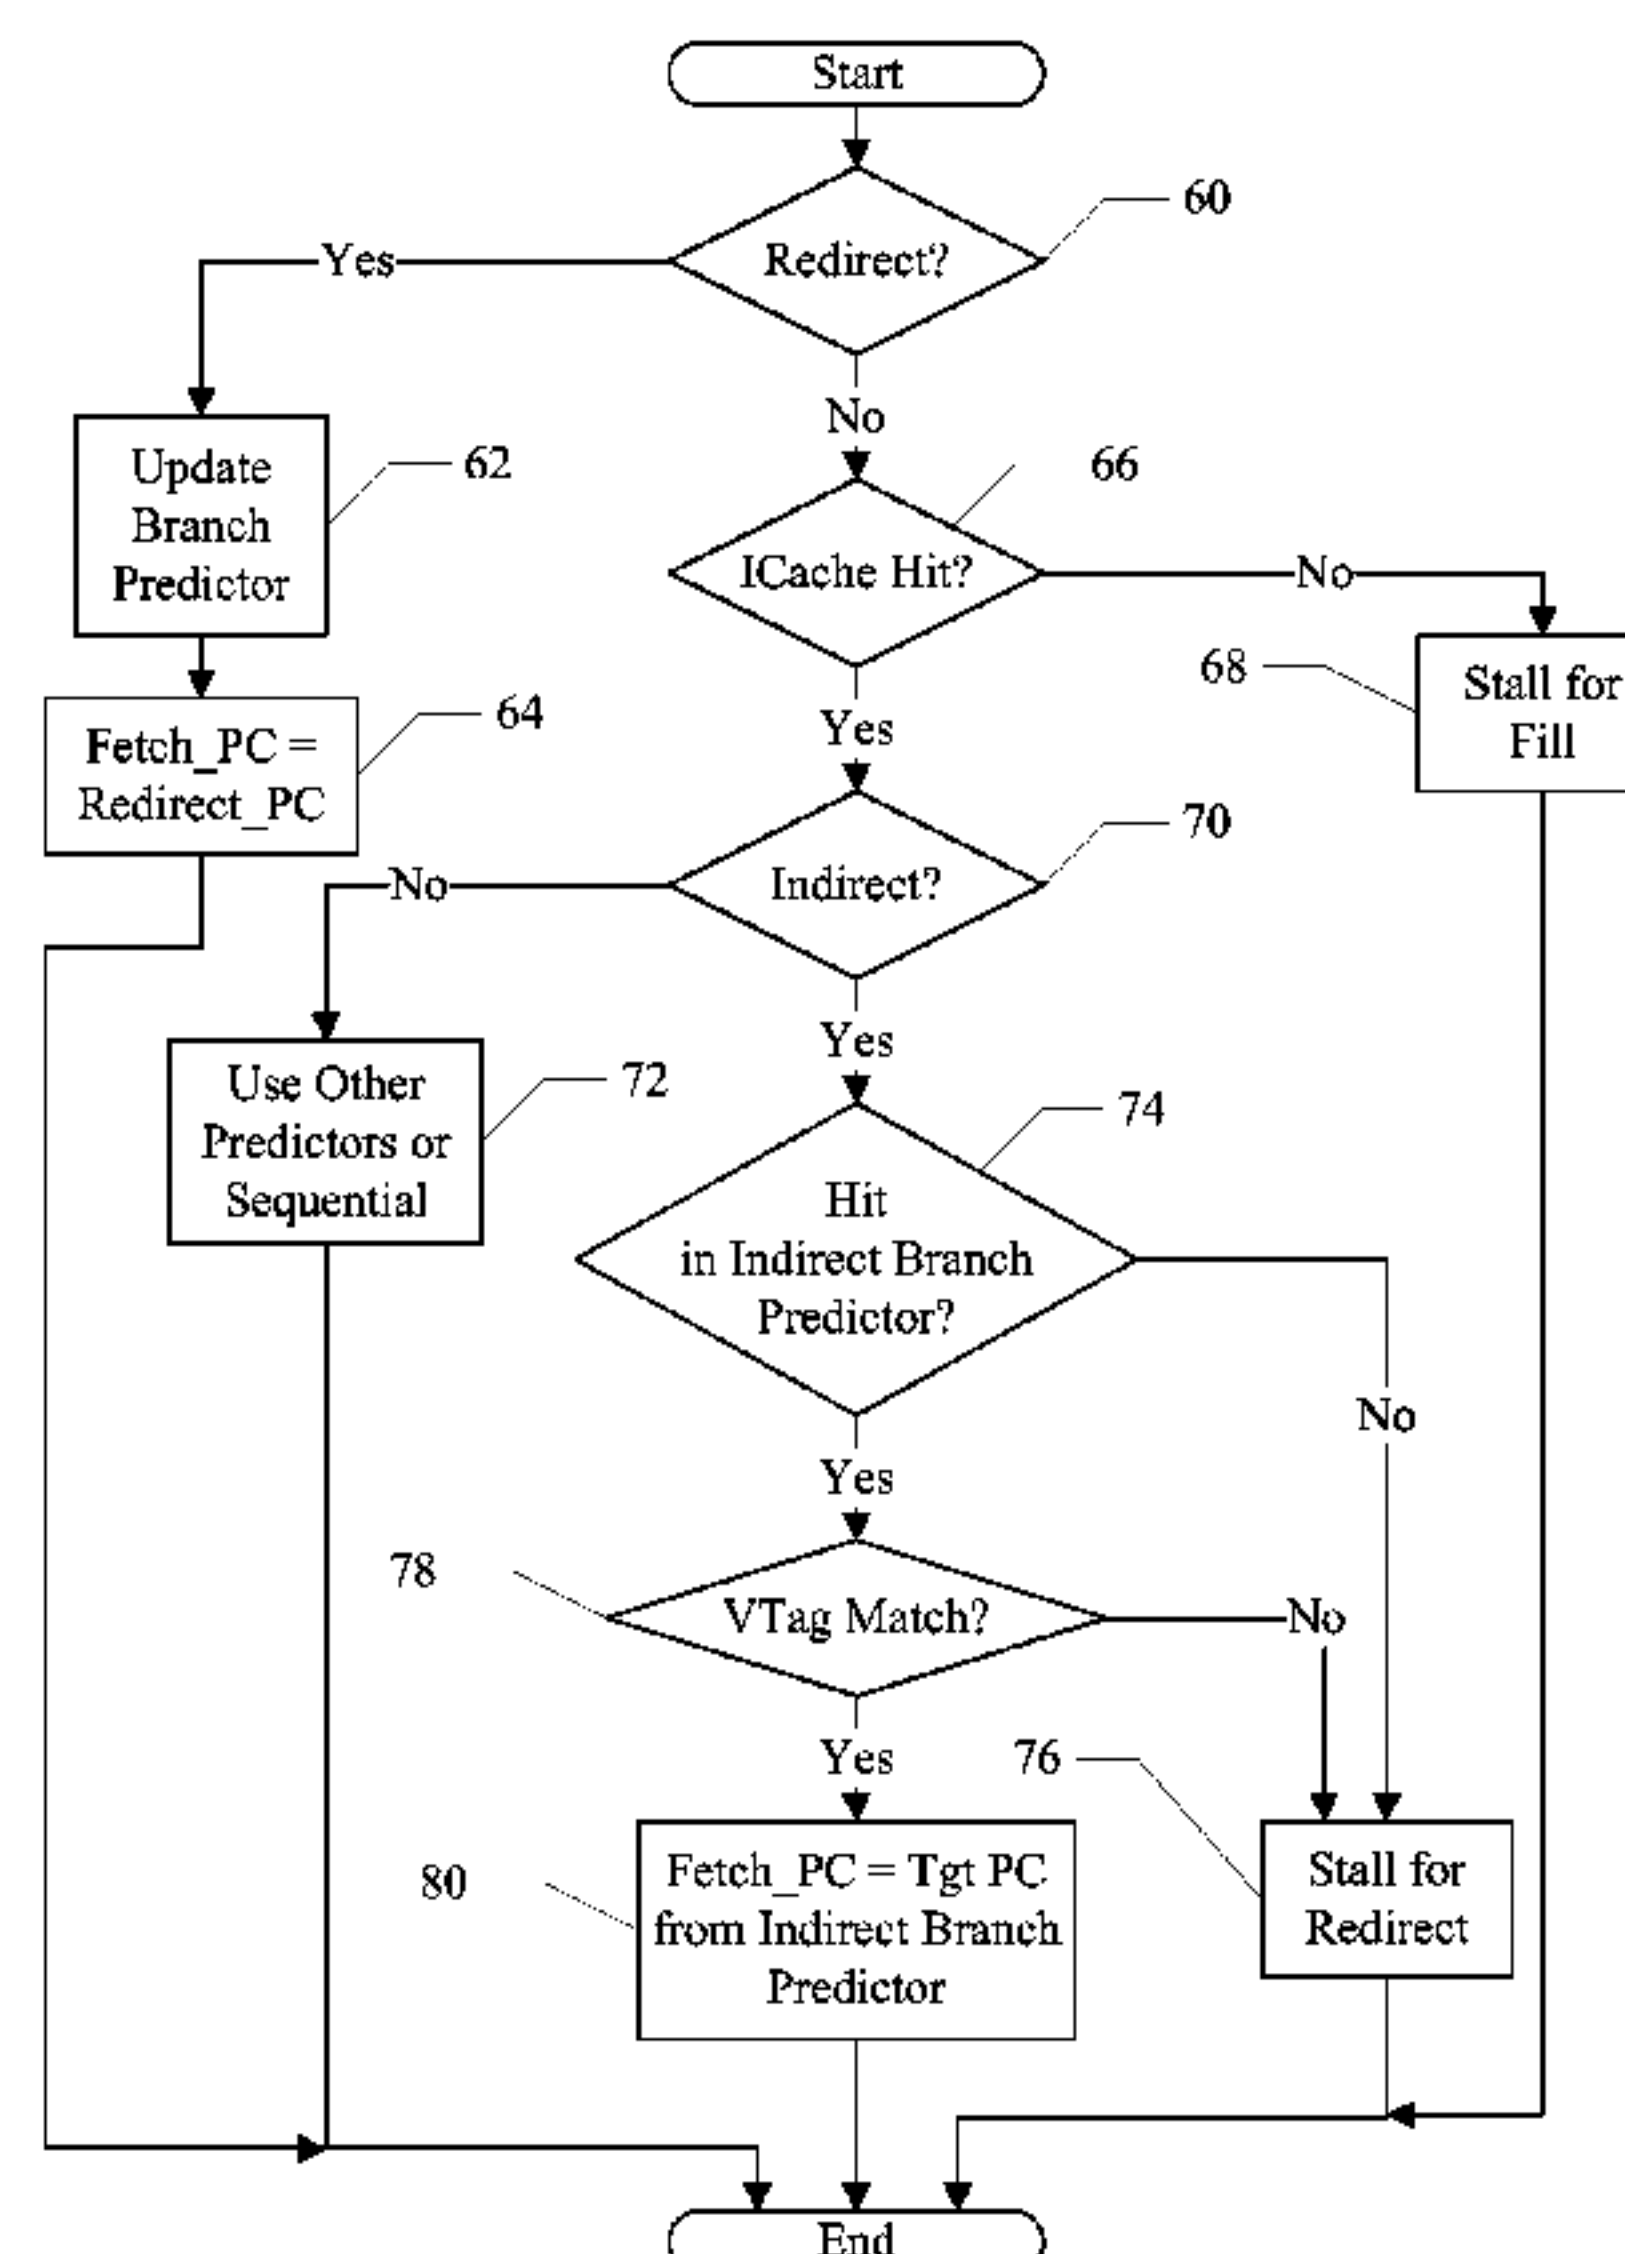 Start
60
Redirect?
Yes
No
Update
Branch
Predictor
62
66
ICache Hit?
No
Fetch_PC =
Redirect_PC
64
Yes
68
Stall for
Fill
70
Indirect?
No
Yes
Use Other
Predictors or
Sequential
72
74
Hit
in Indirect Branch
Predictor?
No
Yes
78
VTag Match?
No
Yes
76
80
Fetch_PC = Tgt PC
from Indirect Branch
Predictor
Stall for
Redirect
End